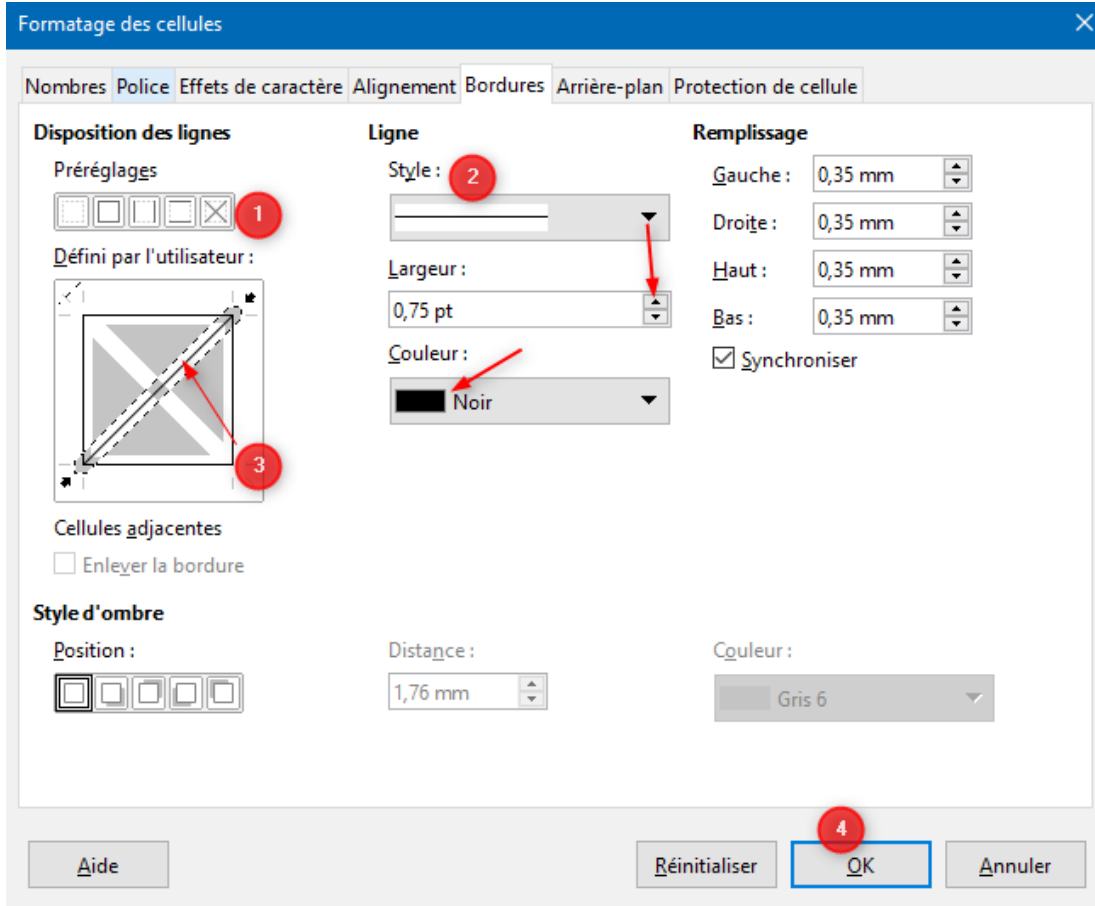 Formatage des cellules
Nombres Police Effets de caractère Alignement Bordures Arrière-plan Protection de cellule
Disposition des lignes
Préréglages
1
Défini par l'utilisateur :
3
Cellules adjacentes
Enlever la bordure
Ligne
Style : 2
Largeur :
0,75 pt
Couleur :
Noir
Remplissage
Gauche : 0,35 mm
Droite : 0,35 mm
Haut : 0,35 mm
Bas : 0,35 mm
Synchroniser
Style d'ombre
Position :
Distance :
1,76 mm
Couleur :
Gris 6
4
Aide Réinitialiser OK Annuler